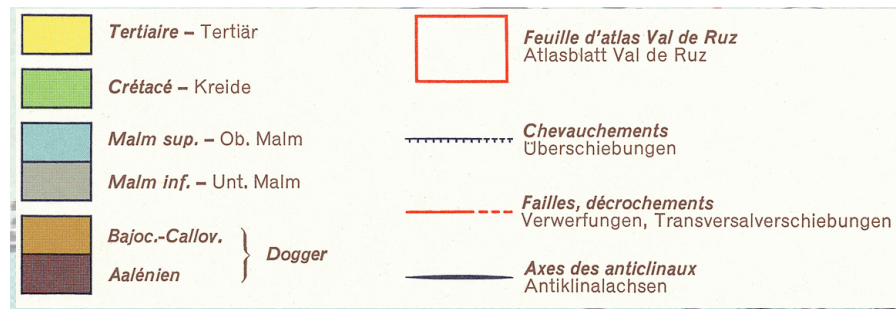 Tertiaire – Tertiär
Crétacé – Kreide
Malm sup. – Ob. Malm
Malm inf. – Unt. Malm
Bajoc.-Callov.
Aalénien
Dogger
Feuille d'atlas Val de Ruz
Atlasblatt Val de Ruz
Chevauchements
Überschiebungen
Failles, décrochements
Verwerfungen, Transversalverschiebungen
Axes des anticlinaux
Antiklinalachsen